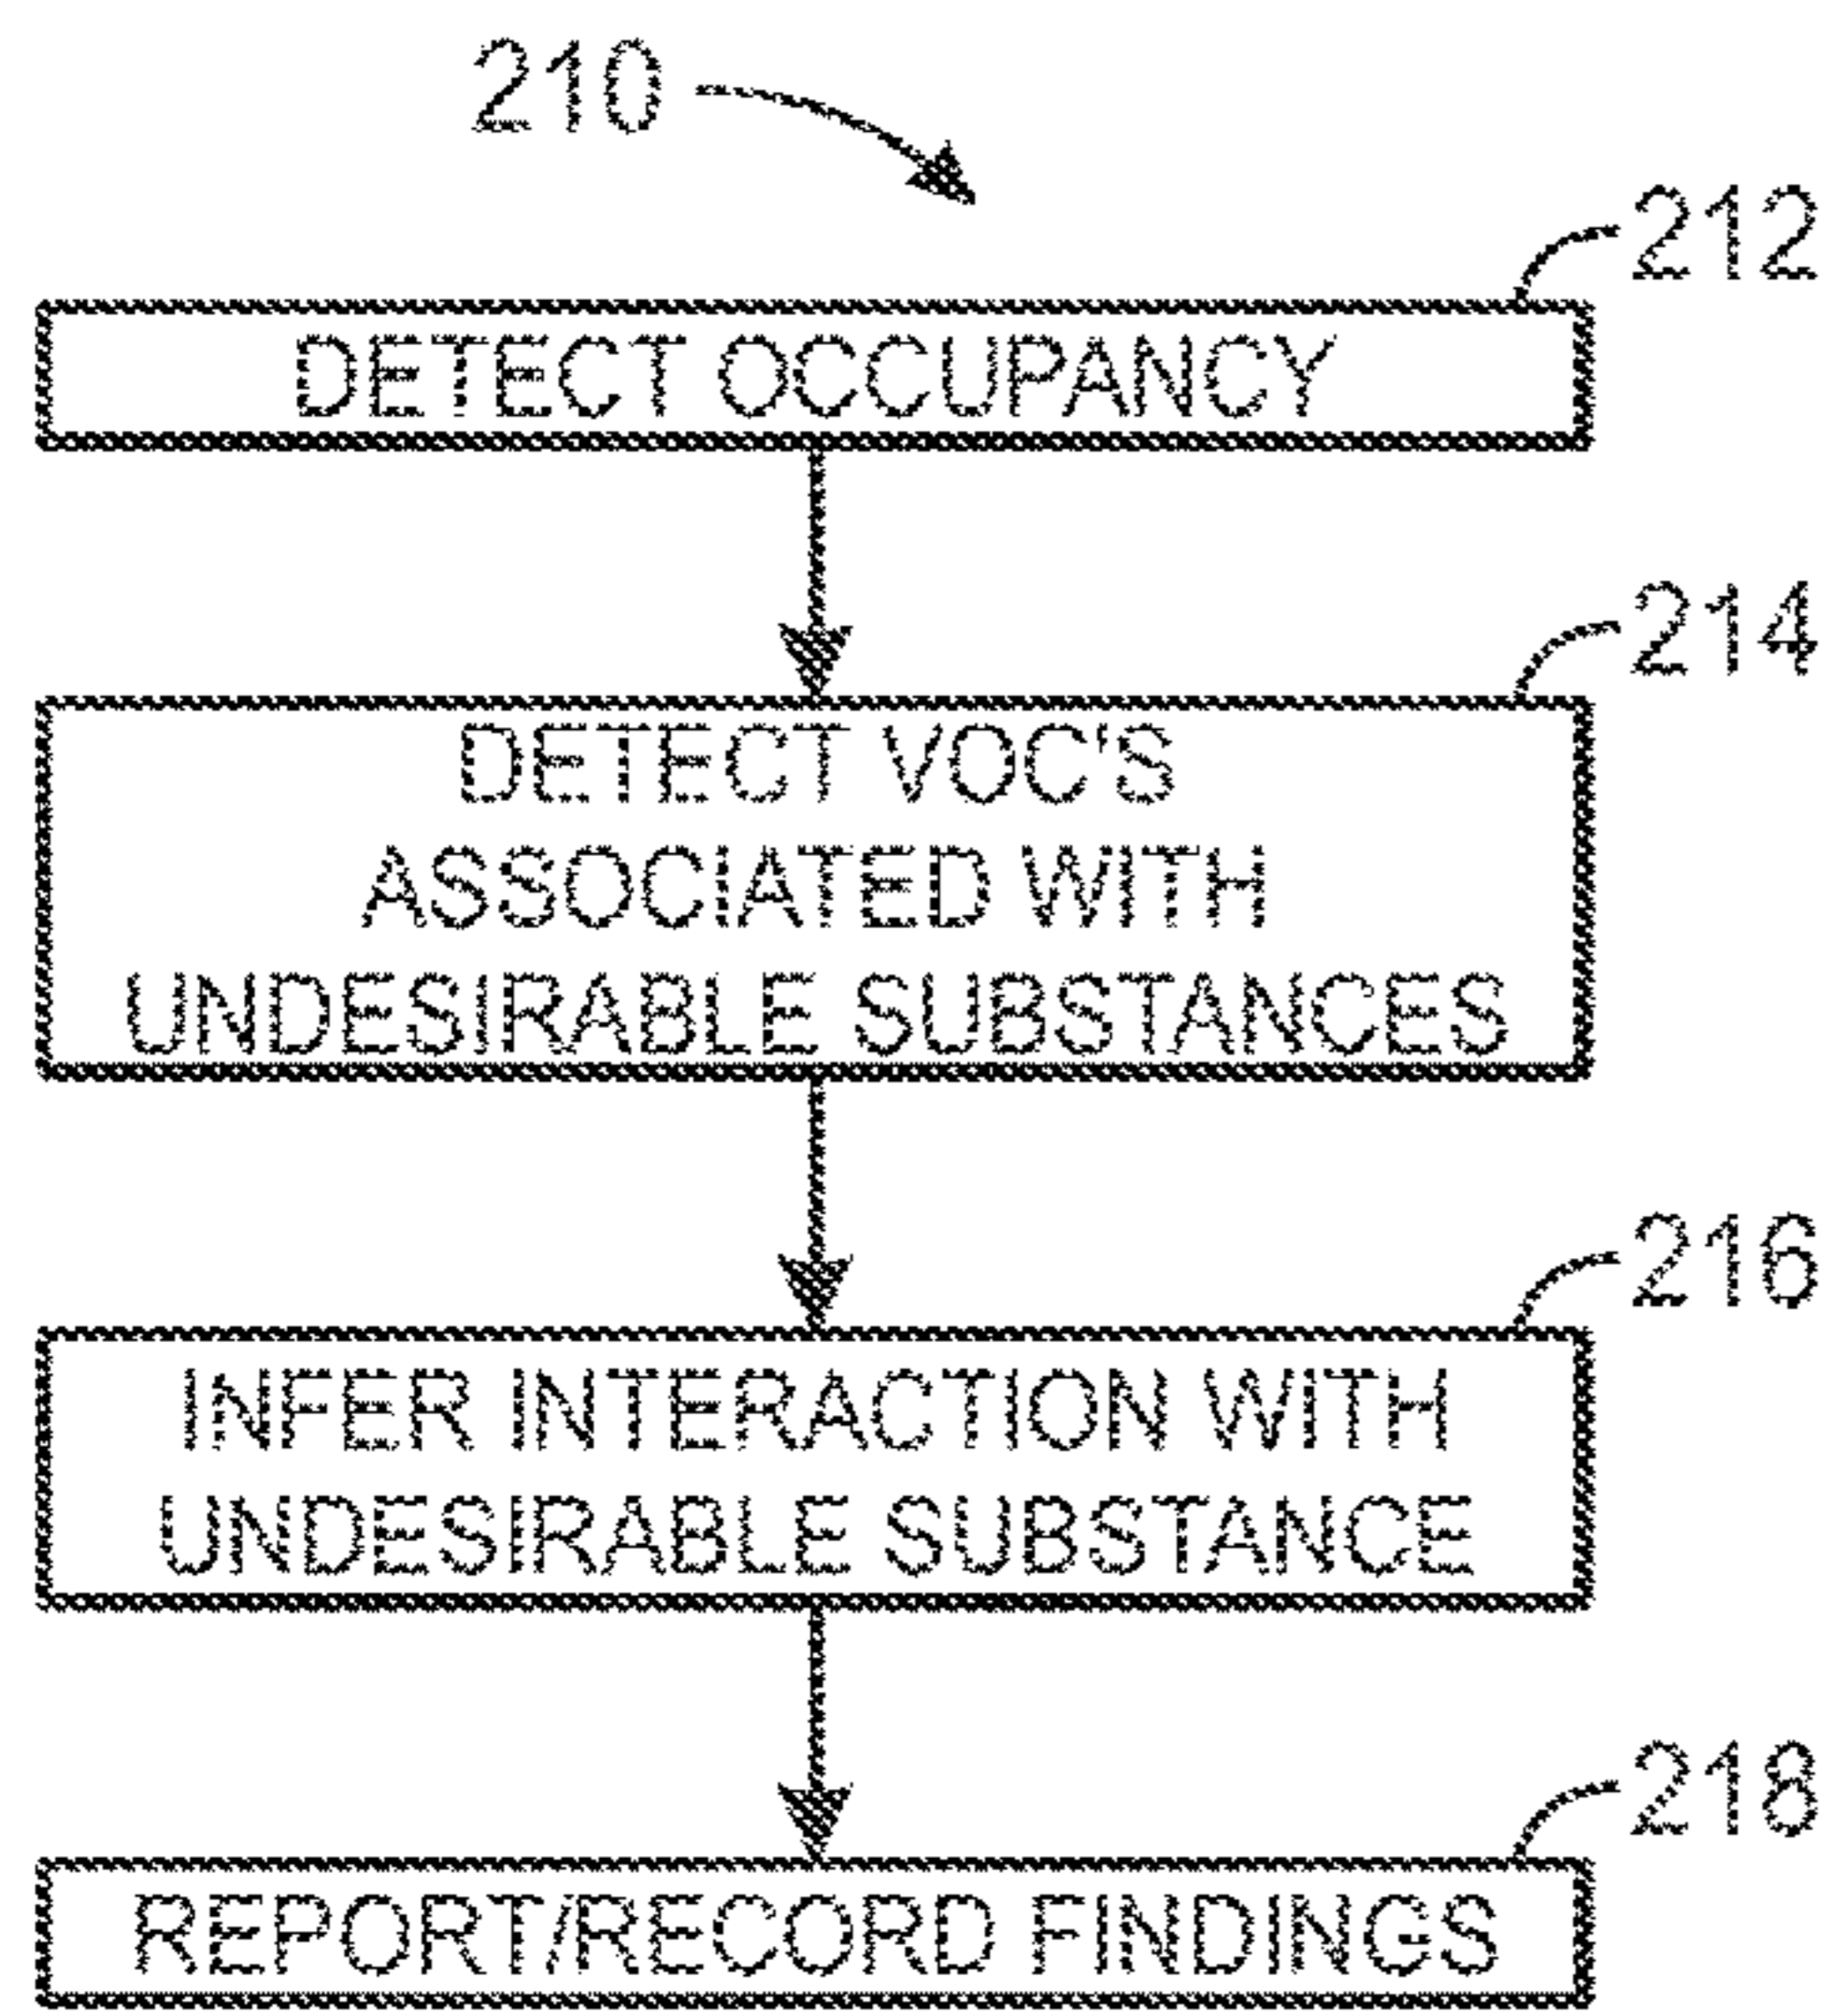 210
212
DETECT OCCUPANCY
214
DETECT VOC'S
ASSOCIATED WITH
UNDESIRABLE SUBSTANCES
216
INFER INTERACTION WITH
UNDESIRABLE SUBSTANCE
218
REPORT/RECORD FINDINGS